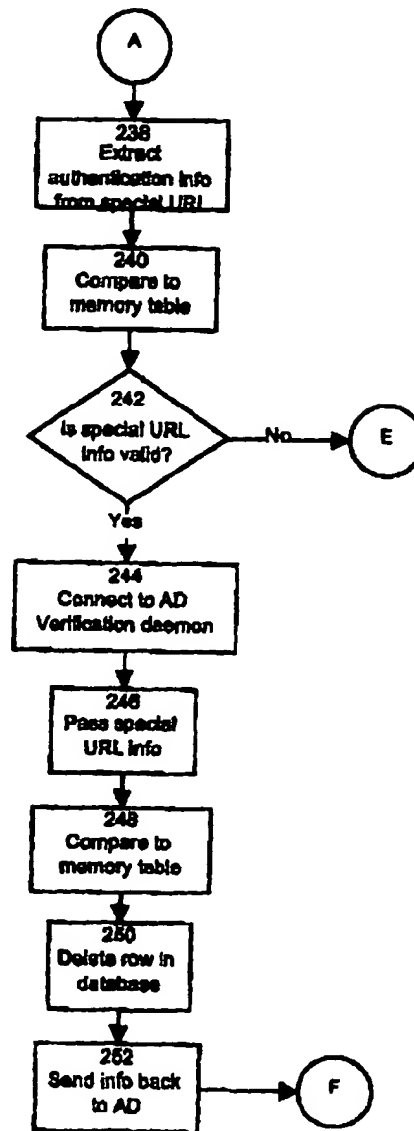 A
238
Extract
authentication info
from special URL
240
Compare to
memory table
242
Is special URL
info valid?
No
E
Yes
244
Connect to AD
Verification daemon
246
Pass special
URL info
248
Compare to
memory table
250
Delete row in
database
252
Send info back
to AD
F